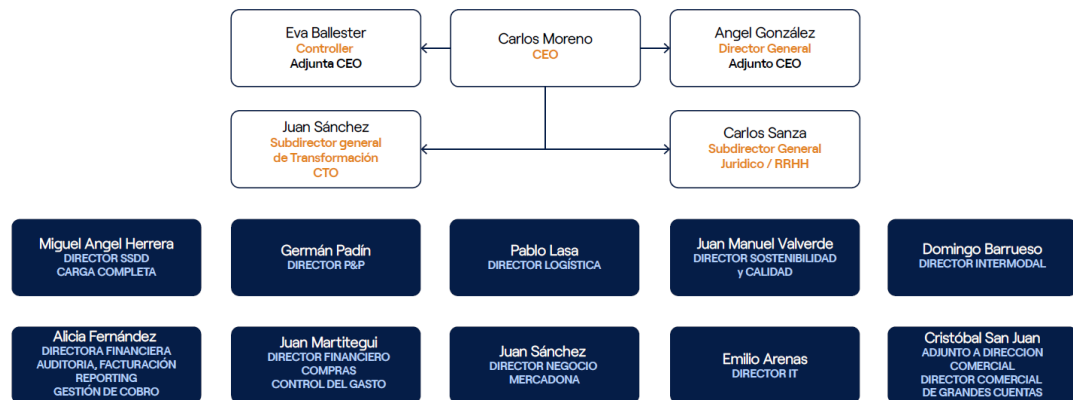 Eva Ballester
Controller
Adjunta CEO
Carlos Moreno
CEO
Angel González
Director General
Adjunto CEO
Juan Sánchez
Subdirector general
de Transformación
CTO
Carlos Sanza
Subdirector General
Juridico / RRHH
Miguel Angel Herrera
DIRECTOR SSDD
CARGA COMPLETA
Germán Padín
DIRECTOR P&P
Pablo Lasa
DIRECTOR LOGÍSTICA
Juan Manuel Valverde
DIRECTOR SOSTENIBILIDAD
y CALIDAD
Domingo Barrueso
DIRECTOR INTERMODAL
Alicia Fernández
DIRECTORA FINANCIERA
AUDITORIA, FACTURACIÓN
REPORTING
GESTIÓN DE COBRO
Juan Martitegui
DIRECTOR FINANCIERO
COMPRAS
CONTROL DEL GASTO
Juan Sánchez
DIRECTOR NEGOCIO
MERCADONA
Emilio Arenas
DIRECTOR IT
Cristóbal San Juan
ADJUNTO A DIRECCION
COMERCIAL
DIRECTOR COMERCIAL
DE GRANDES CUENTAS